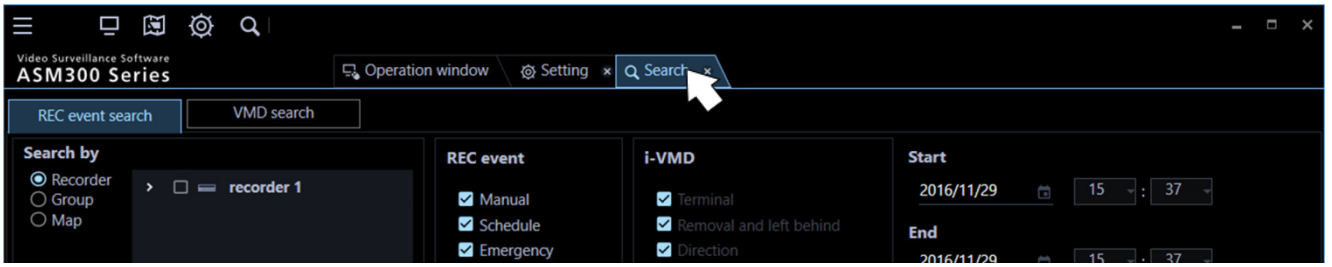 Video Surveillance Software
ASM300 Series
Operation window
Setting
Search
REC event search
VMD search
Search by
Recorder
Group
Map
recorder 1
REC event
Manual
Schedule
Emergency
i-VMD
Terminal
Removal and left behind
Direction
Start
2016/11/29 15 : 37
End
2016/11/29 15 : 37